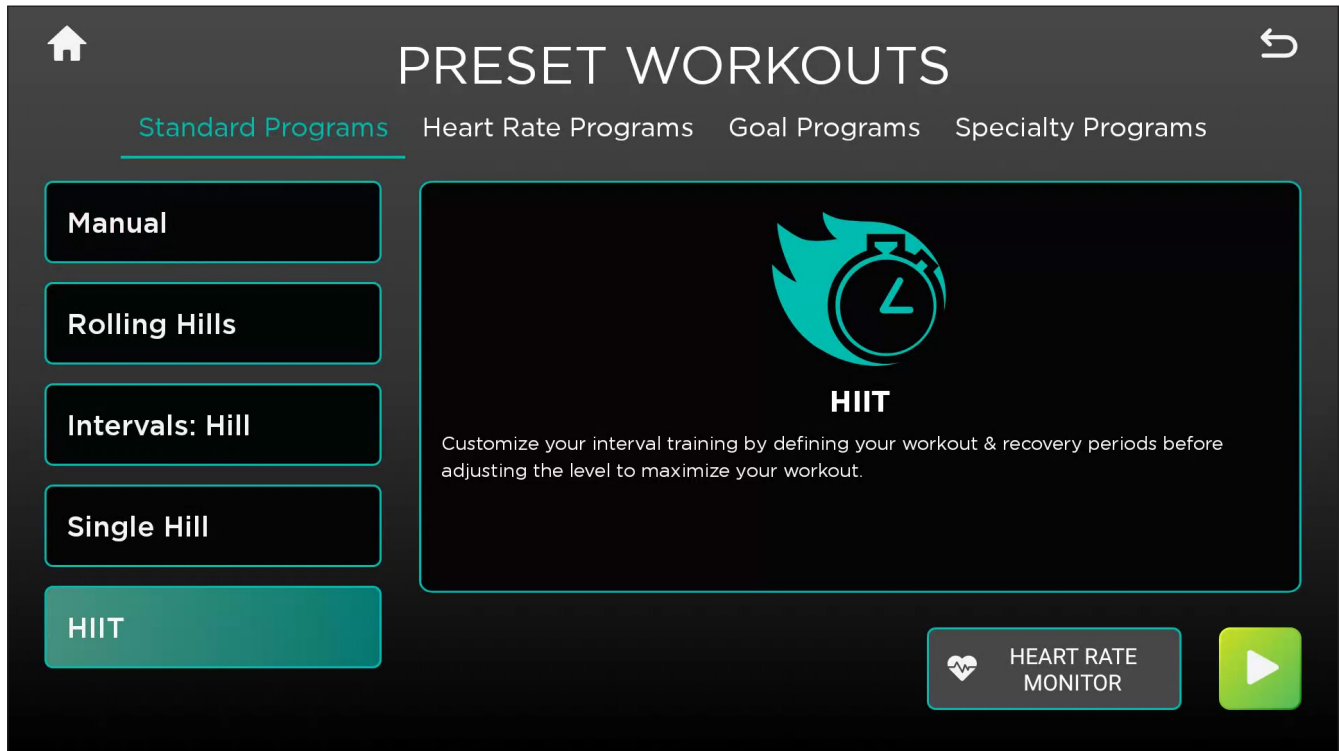 PRESET WORKOUTS
Standard Programs Heart Rate Programs Goal Programs Specialty Programs
Manual
Rolling Hills
Intervals: Hill
Single Hill
HIIT
HIIT
Customize your interval training by defining your workout & recovery periods before
adjusting the level to maximize your workout.
HEART RATE
MONITOR